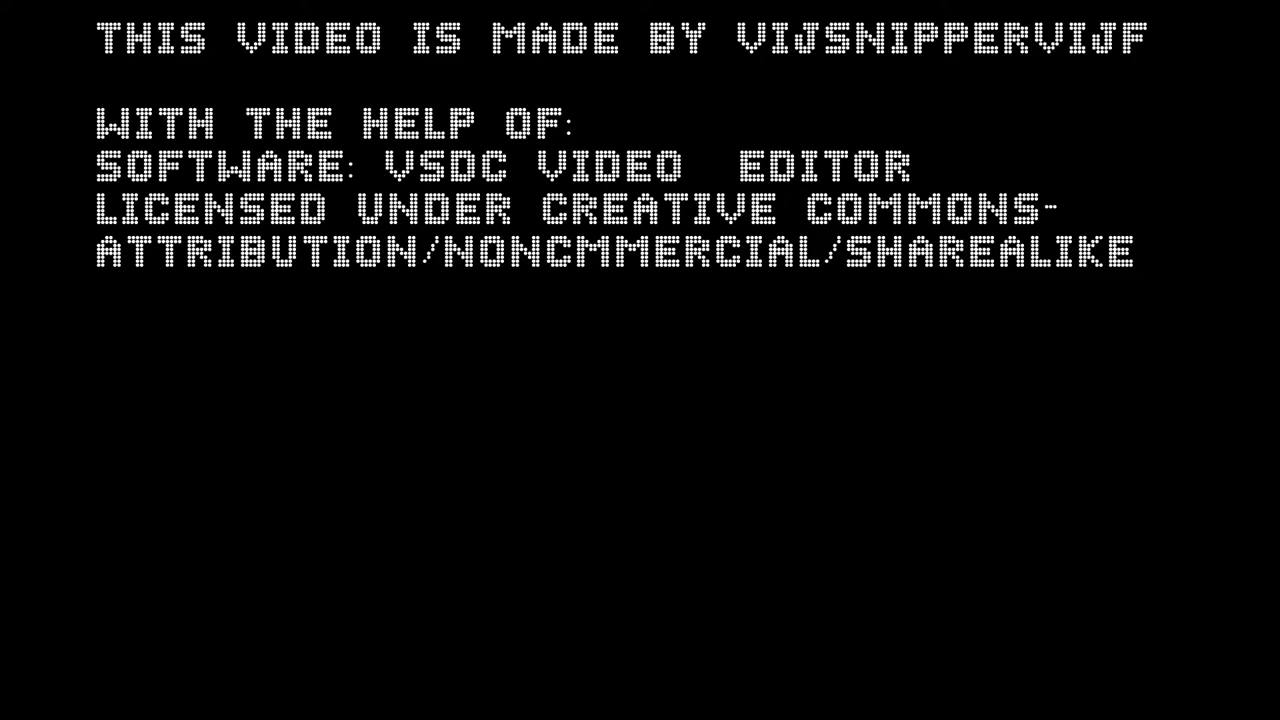 THIS VIDEO IS MADE BY VIJSNIPPERVIJF
WITH THE HELP OF:
SOFTWARE: VSDC VIDEO  EDITOR
LICENSED UNDER CREATIVE COMMONS-
ATTRIBUTION/NONCMMERCIAL/SHAREALIKE